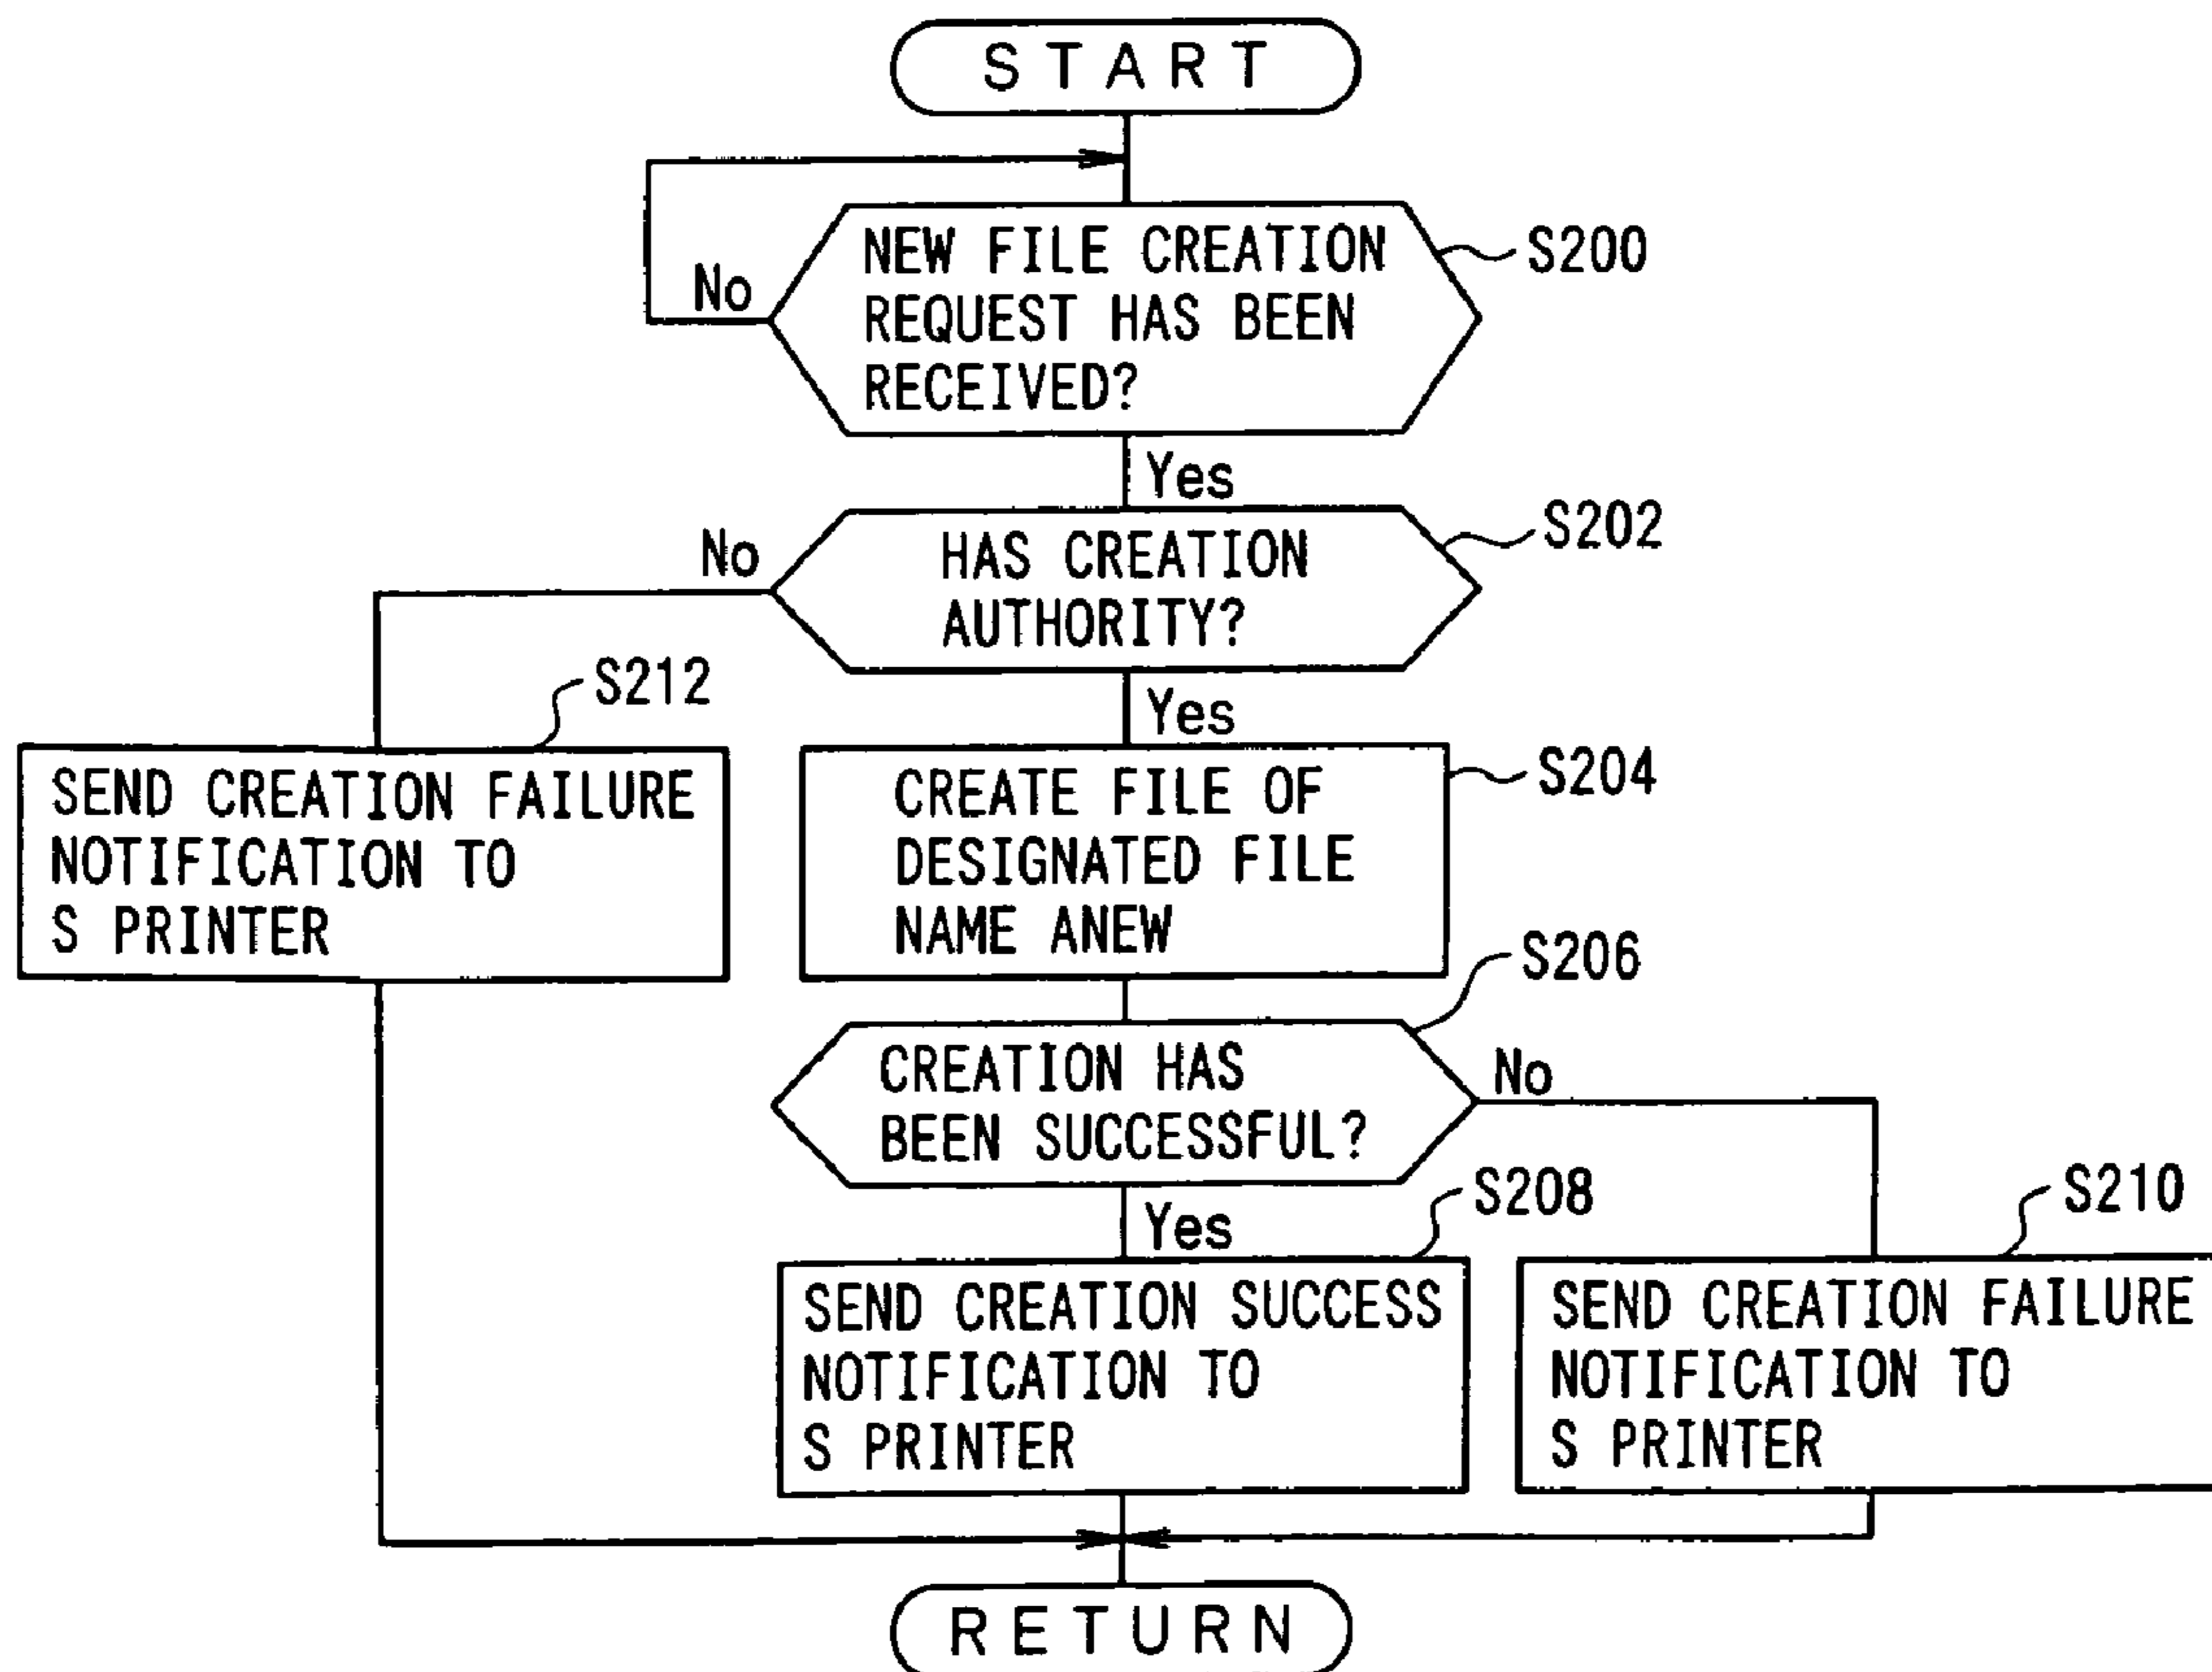 START
NEW FILE CREATION
REQUEST HAS BEEN
RECEIVED?
S200
No
Yes
HAS CREATION
AUTHORITY?
S202
No
Yes
S212
SEND CREATION FAILURE
NOTIFICATION TO
S PRINTER
CREATE FILE OF
DESIGNATED FILE
NAME ANEW
S204
S206
CREATION HAS
BEEN SUCCESSFUL?
No
Yes
S208
SEND CREATION SUCCESS
NOTIFICATION TO
S PRINTER
S210
SEND CREATION FAILURE
NOTIFICATION TO
S PRINTER
RETURN